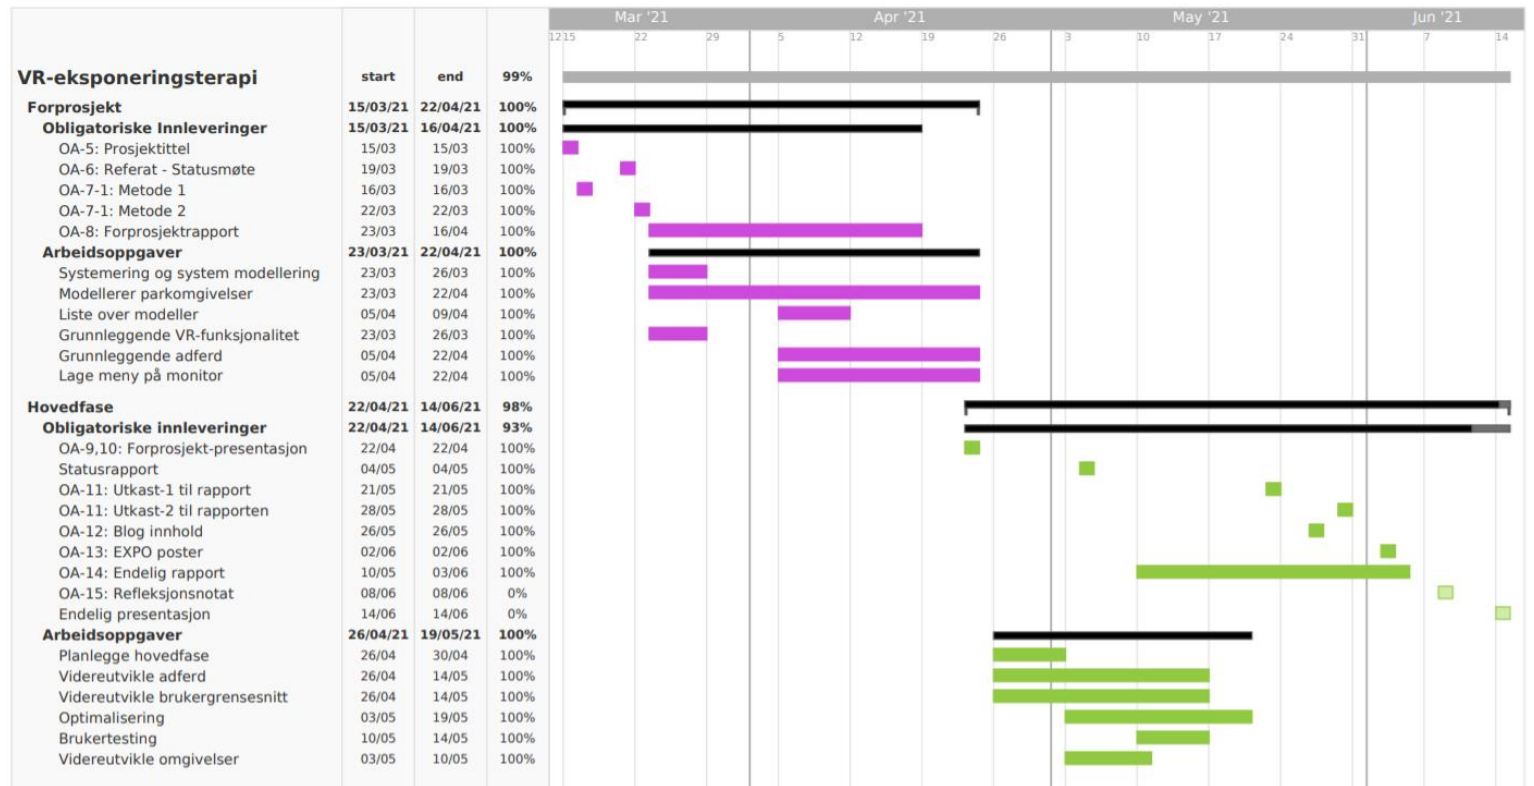 Mar '21 Apr '21 May '21 Jun '21
12 15 22 29 5 12 19 26 3 10 17 24 31 7 14
VR-eksponeringsterapi start end 99%
Forprosjekt 15/03/21 22/04/21 100%
Obligatoriske Innleveringer 15/03/21 16/04/21 100%
OA-5: Prosjektittel 15/03 15/03 100%
OA-6: Referat - Statusmøte 19/03 19/03 100%
OA-7-1: Metode 1 16/03 16/03 100%
OA-7-1: Metode 2 22/03 22/03 100%
OA-8: Forprosjektrapport 23/03 16/04 100%
Arbeidsoppgaver 23/03/21 22/04/21 100%
Systemering og system modellering 23/03 26/03 100%
Modellerer parkomgivelser 23/03 22/04 100%
Liste over modeller 05/04 09/04 100%
Grunnleggende VR-funksjonalitet 23/03 26/03 100%
Grunnleggende adferd 05/04 22/04 100%
Lage meny på monitor 05/04 22/04 100%
Hovedfase 22/04/21 14/06/21 98%
Obligatoriske innleveringer 22/04/21 14/06/21 93%
OA-9,10: Forprosjekt-presentasjon 22/04 22/04 100%
Statusrapport 04/05 04/05 100%
OA-11: Utkast-1 til rapport 21/05 21/05 100%
OA-11: Utkast-2 til rapporten 28/05 28/05 100%
OA-12: Blog innhold 26/05 26/05 100%
OA-13: EXPO poster 02/06 02/06 100%
OA-14: Endelig rapport 10/05 03/06 100%
OA-15: Refleksjonsnotat 08/06 08/06 0%
Endelig presentasjon 14/06 14/06 0%
Arbeidsoppgaver 26/04/21 19/05/21 100%
Planlegge hovedfase 26/04 30/04 100%
Videreutvikle adferd 26/04 14/05 100%
Videreutvikle brukergrensesnitt 26/04 14/05 100%
Optimalisering 03/05 19/05 100%
Brukertesting 10/05 14/05 100%
Videreutvikle omgivelser 03/05 10/05 100%